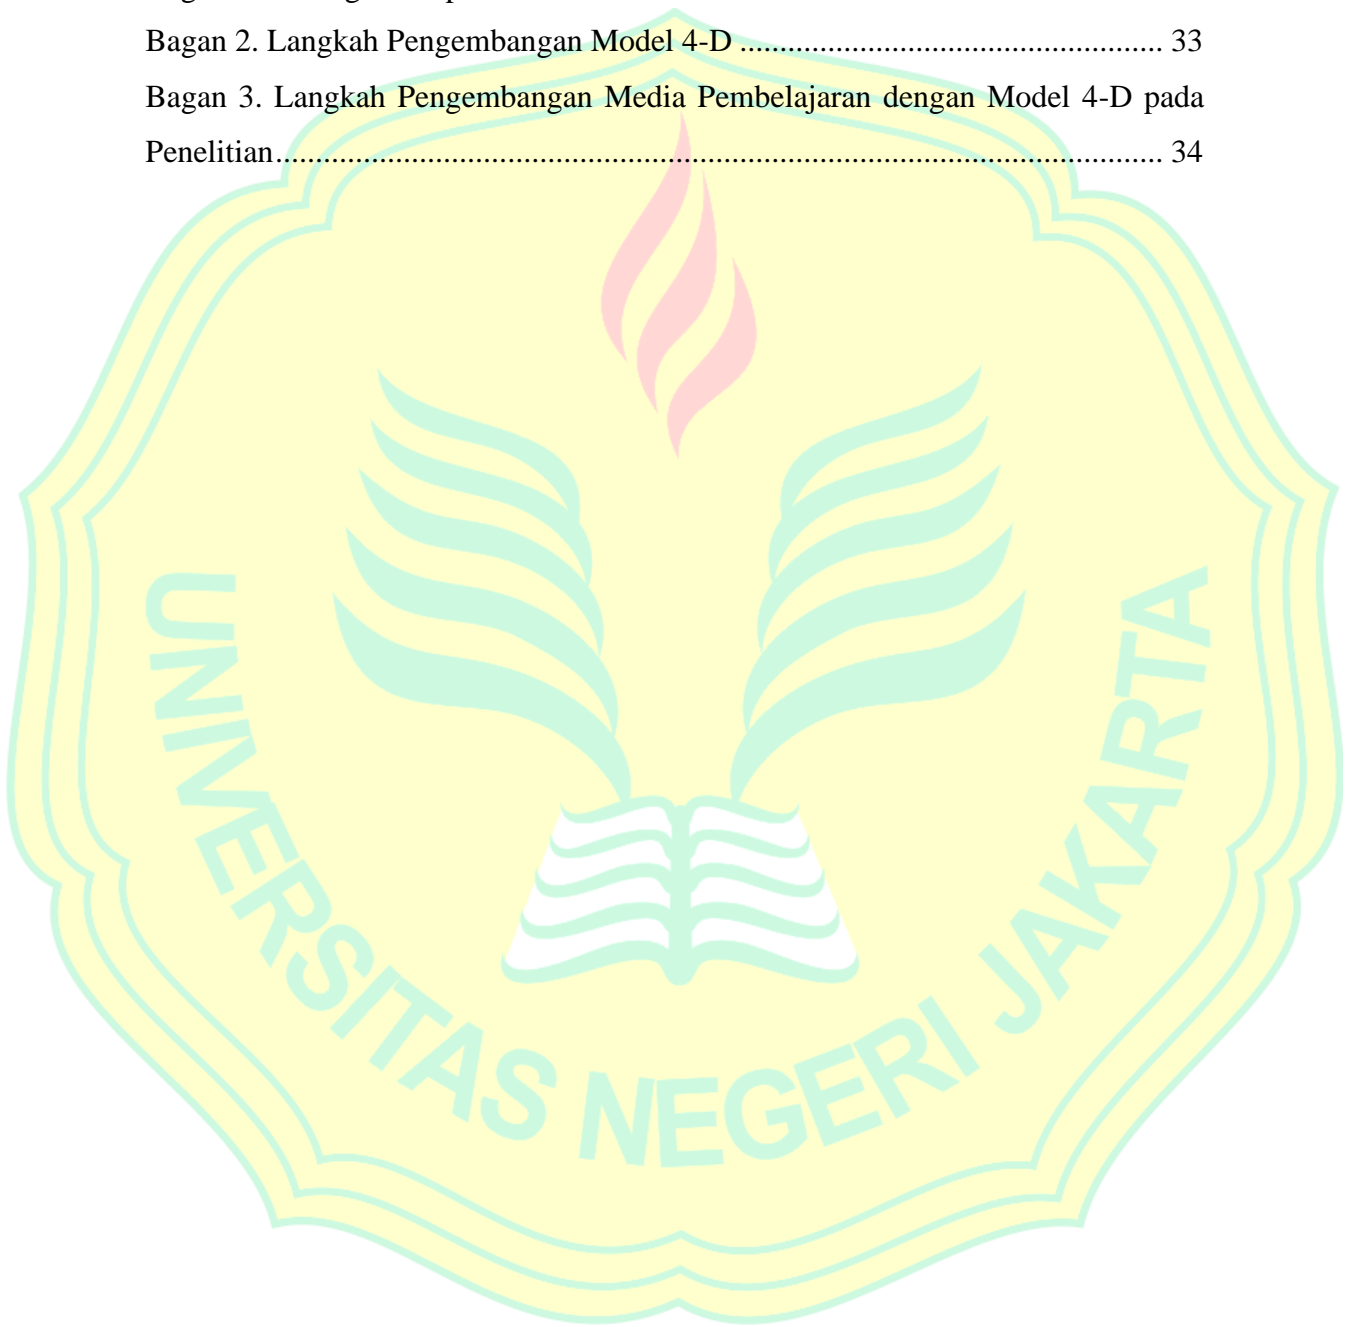 Bagan 2. Langkah Pengembangan Model 4-D ..................................................... 33
Bagan 3. Langkah Pengembangan Media Pembelajaran dengan Model 4-D pada
Penelitian................................................................................................................ 34
UNIVERSITAS NEGERI JAKARTA